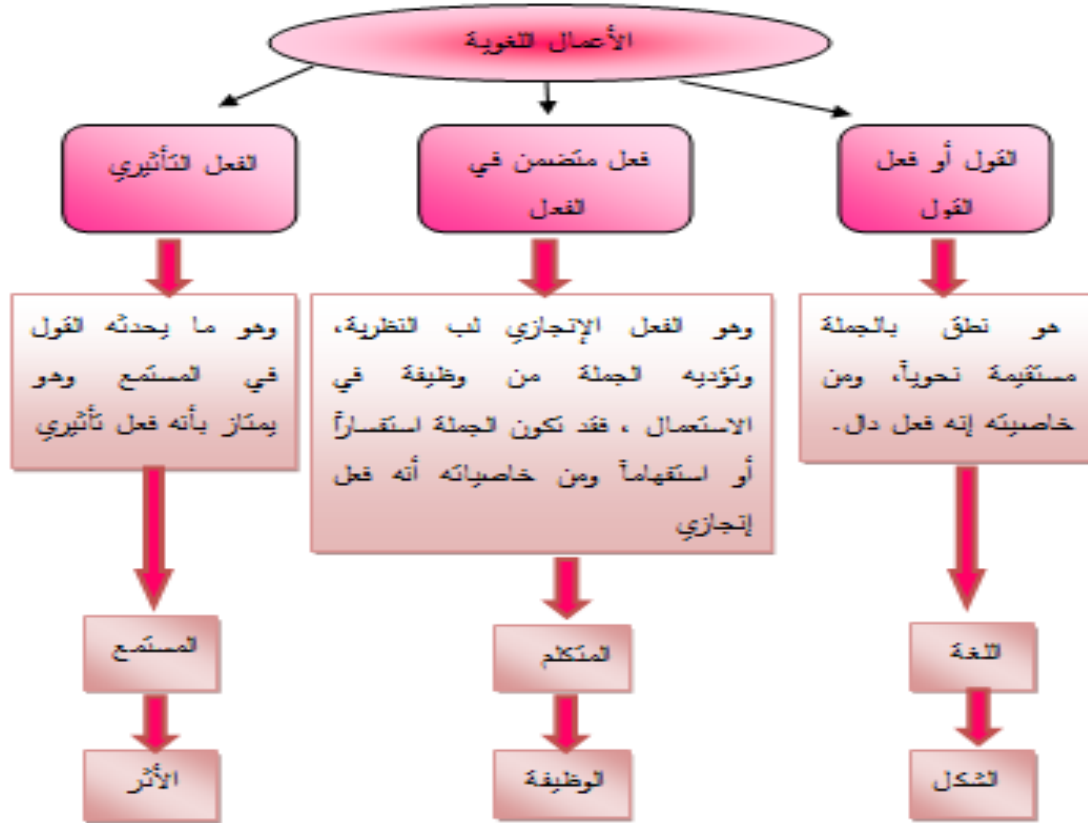 الأعمال اللغوية
القول أو فعل
القول
هو نطق بالجملة
مستقيمة نحوياً، ومن
خاصيته إنه فعل دال.
اللغة
الشكل
فعل متضمن في
الفعل
وهو الفعل الإنجازي لب النظرية،
وتؤديه الجملة من وظيفة في
الاستعمال ، فقد تكون الجملة استفساراً
أو استفهاماً ومن خاصياته أنه فعل
إنجازي
المتكلم
الوظيفة
الفعل التأثيري
وهو ما يحدثه القول
في المستمع وهو
يمتاز بأنه فعل تأثيري
المستمع
الأثر